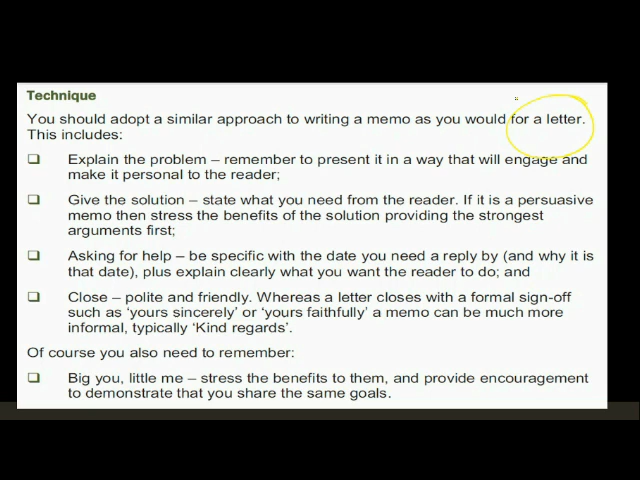 Technique
You should adopt a similar approach to writing a memo as you would for a letter.
This includes:
❑ Explain the problem – remember to present it in a way that will engage and
make it personal to the reader;
❑ Give the solution – state what you need from the reader. If it is a persuasive
memo then stress the benefits of the solution providing the strongest
arguments first;
❑ Asking for help – be specific with the date you need a reply by (and why it is
that date), plus explain clearly what you want the reader to do; and
❑ Close – polite and friendly. Whereas a letter closes with a formal sign-off
such as ‘yours sincerely’ or ‘yours faithfully’ a memo can be much more
informal, typically ‘Kind regards’.
Of course you also need to remember:
❑ Big you, little me – stress the benefits to them, and provide encouragement
to demonstrate that you share the same goals.